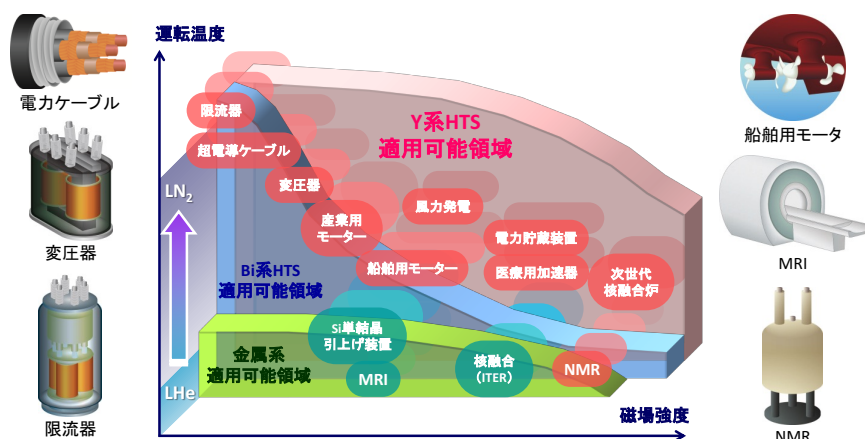 運転温度
電力ケーブル
変圧器
限流器
限流器
超電導ケーブル
変圧器
産業用
モーター
風力発電
Y系HTS
適用可能領域
電力貯蔵装置
船舶用モーター
医療用加速器
次世代
核融合炉
LN2
Bi系HTS
適用可能領域
Si単結晶
引上げ装置
金属系
適用可能領域
MRI
核融合
(ITER)
NMR
LHe
磁場強度
船舶用モータ
MRI
NMR